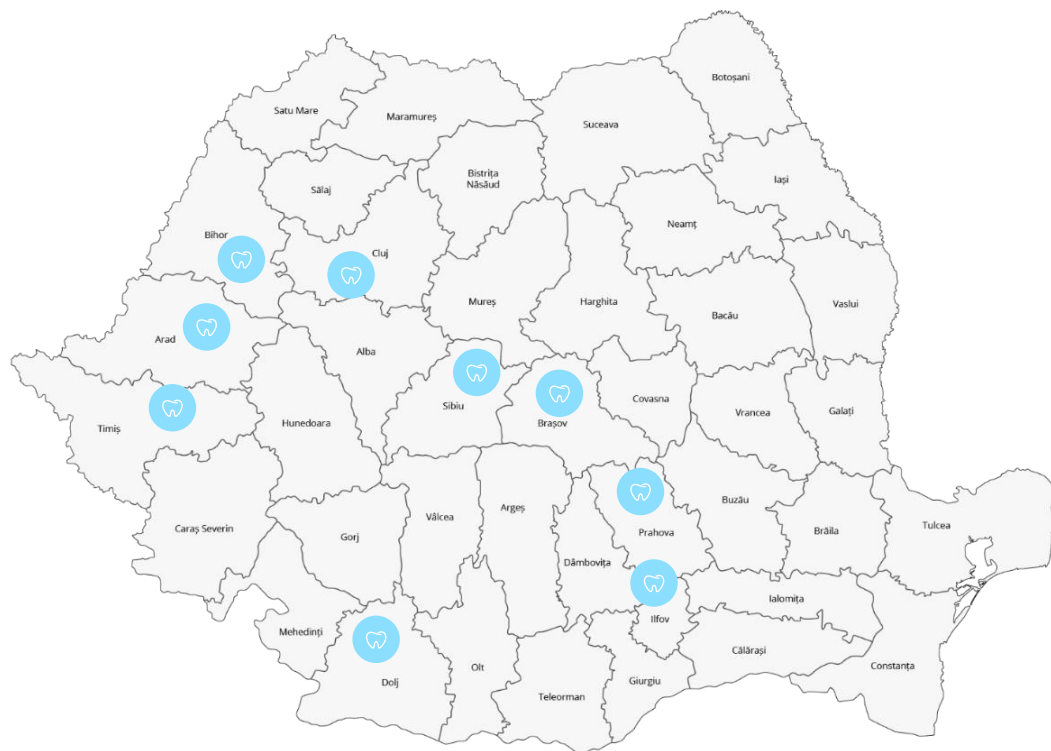 Botoșani
Satu Mare
Maramureș
Suceava
Bistrița
Năsăud
Iași
Sălaj
Neamț
Bihor
Cluj
Mureș
Harghita
Vaslui
Bacău
Arad
Alba
Covasna
Sibiu
Vrancea
Galați
Timiș
Hunedoara
Brașov
Buzău
Argeș
Vâlcea
Caraș Severin
Gorj
Prahova
Brăila
Tulcea
Dâmbovița
Ialomița
Ilfov
Mehedinți
Călărași
Constanța
Olt
Dolj
Giurgiu
Teleorman